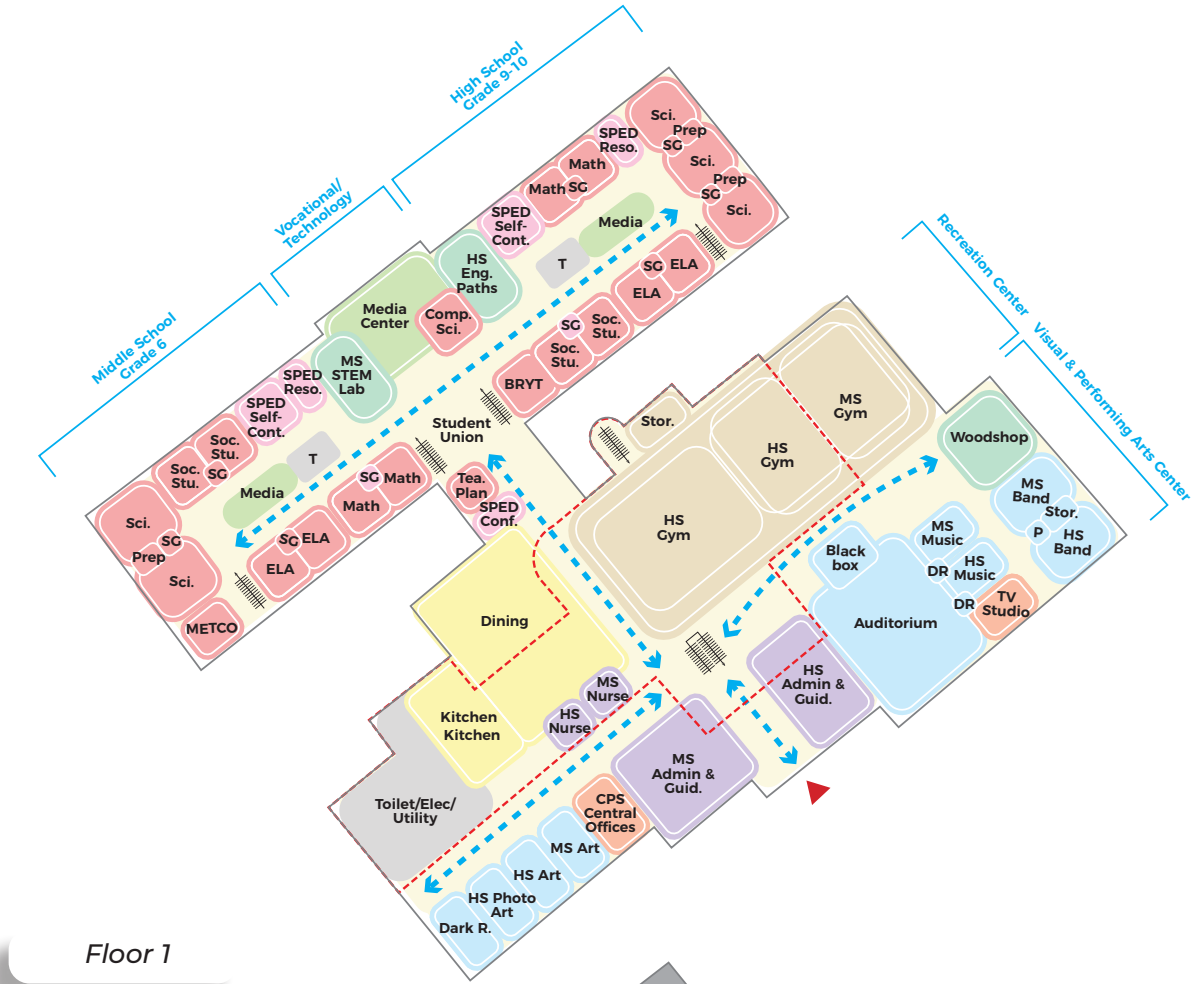 High School
Grade 9-10
Vocational/
Technology
Middle School
Grade 6
Recreation Center
Visual & Performing Arts Center
Sci.
Prep
SG
Sci.
Prep
SG
Sci.
SPED
Reso.
Math
Math
SG
SPED
Self-
Cont.
Media
T
HS
Eng.
Paths
Media
Center
Comp.
Sci.
MS
STEM
Lab
SG
ELA
ELA
SG
Soc.
Stu.
Soc.
Stu.
BRYT
SPED
Reso.
SPED
Self-
Cont.
Soc.
Stu.
Soc.
Stu.
SG
T
Media
Student
Union
SG
Math
Math
SG
ELA
ELA
Sci.
SG
Prep
Sci.
METCO
Tea.
Plan
SPED
Conf.
Stor.
MS
Gym
HS
Gym
HS
Gym
Woodshop
MS
Band
Stor.
P
HS
Band
MS
Music
HS
Music
DR
DR
TV
Studio
Black
box
Auditorium
HS
Admin &
Guid.
Dining
Kitchen
Kitchen
MS
Nurse
HS
Nurse
MS
Admin &
Guid.
Toilet/Elec/
Utility
CPS
Central
Offices
MS Art
HS Art
HS Photo
Art
Dark R.
Floor 1